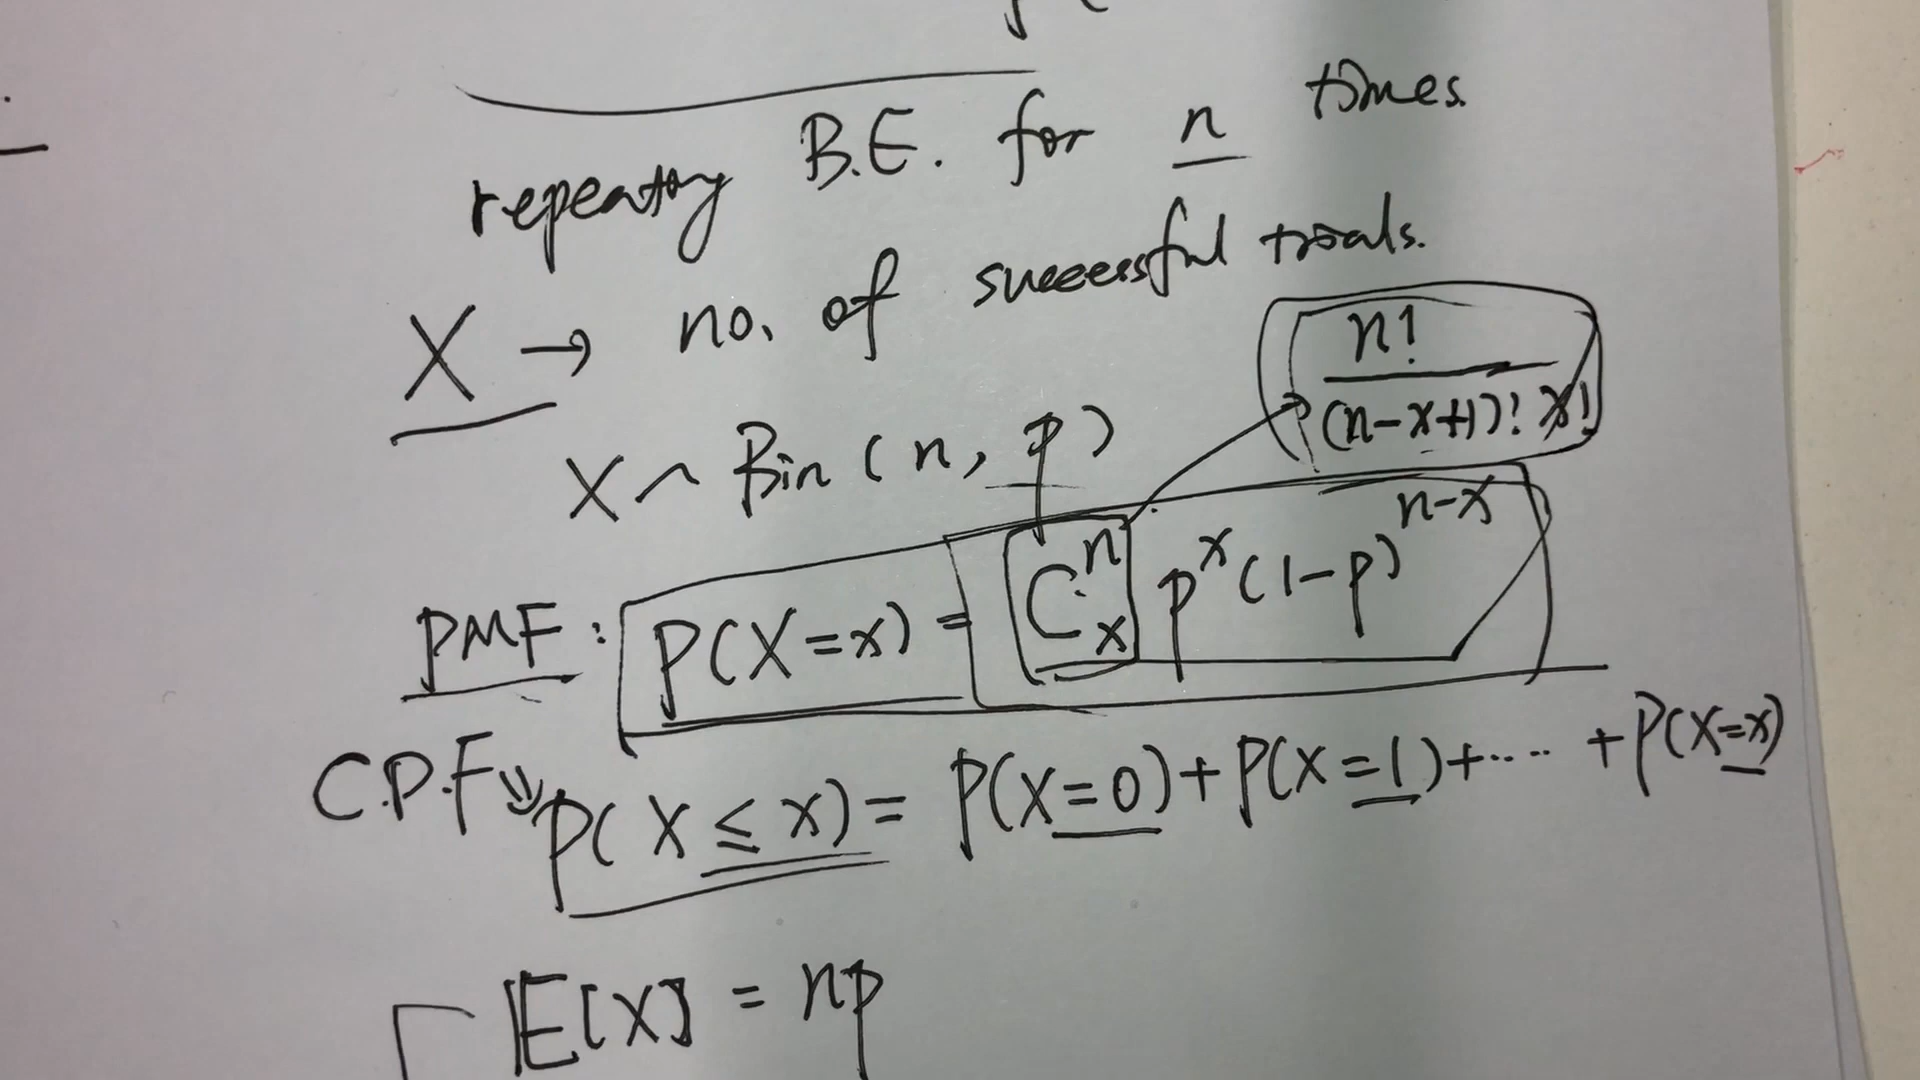 repeating B.E. for n times.
X → no. of successful trials.
n!
(n-x+1)! x!
X ~ Bin(n, p)
PMF: P(X=x) = C^n_x p^x (1-p)^{n-x}
C.D.F P(X ≤ x) = P(X=0)+P(X=1)+····· +P(X=x)
E[X] = np